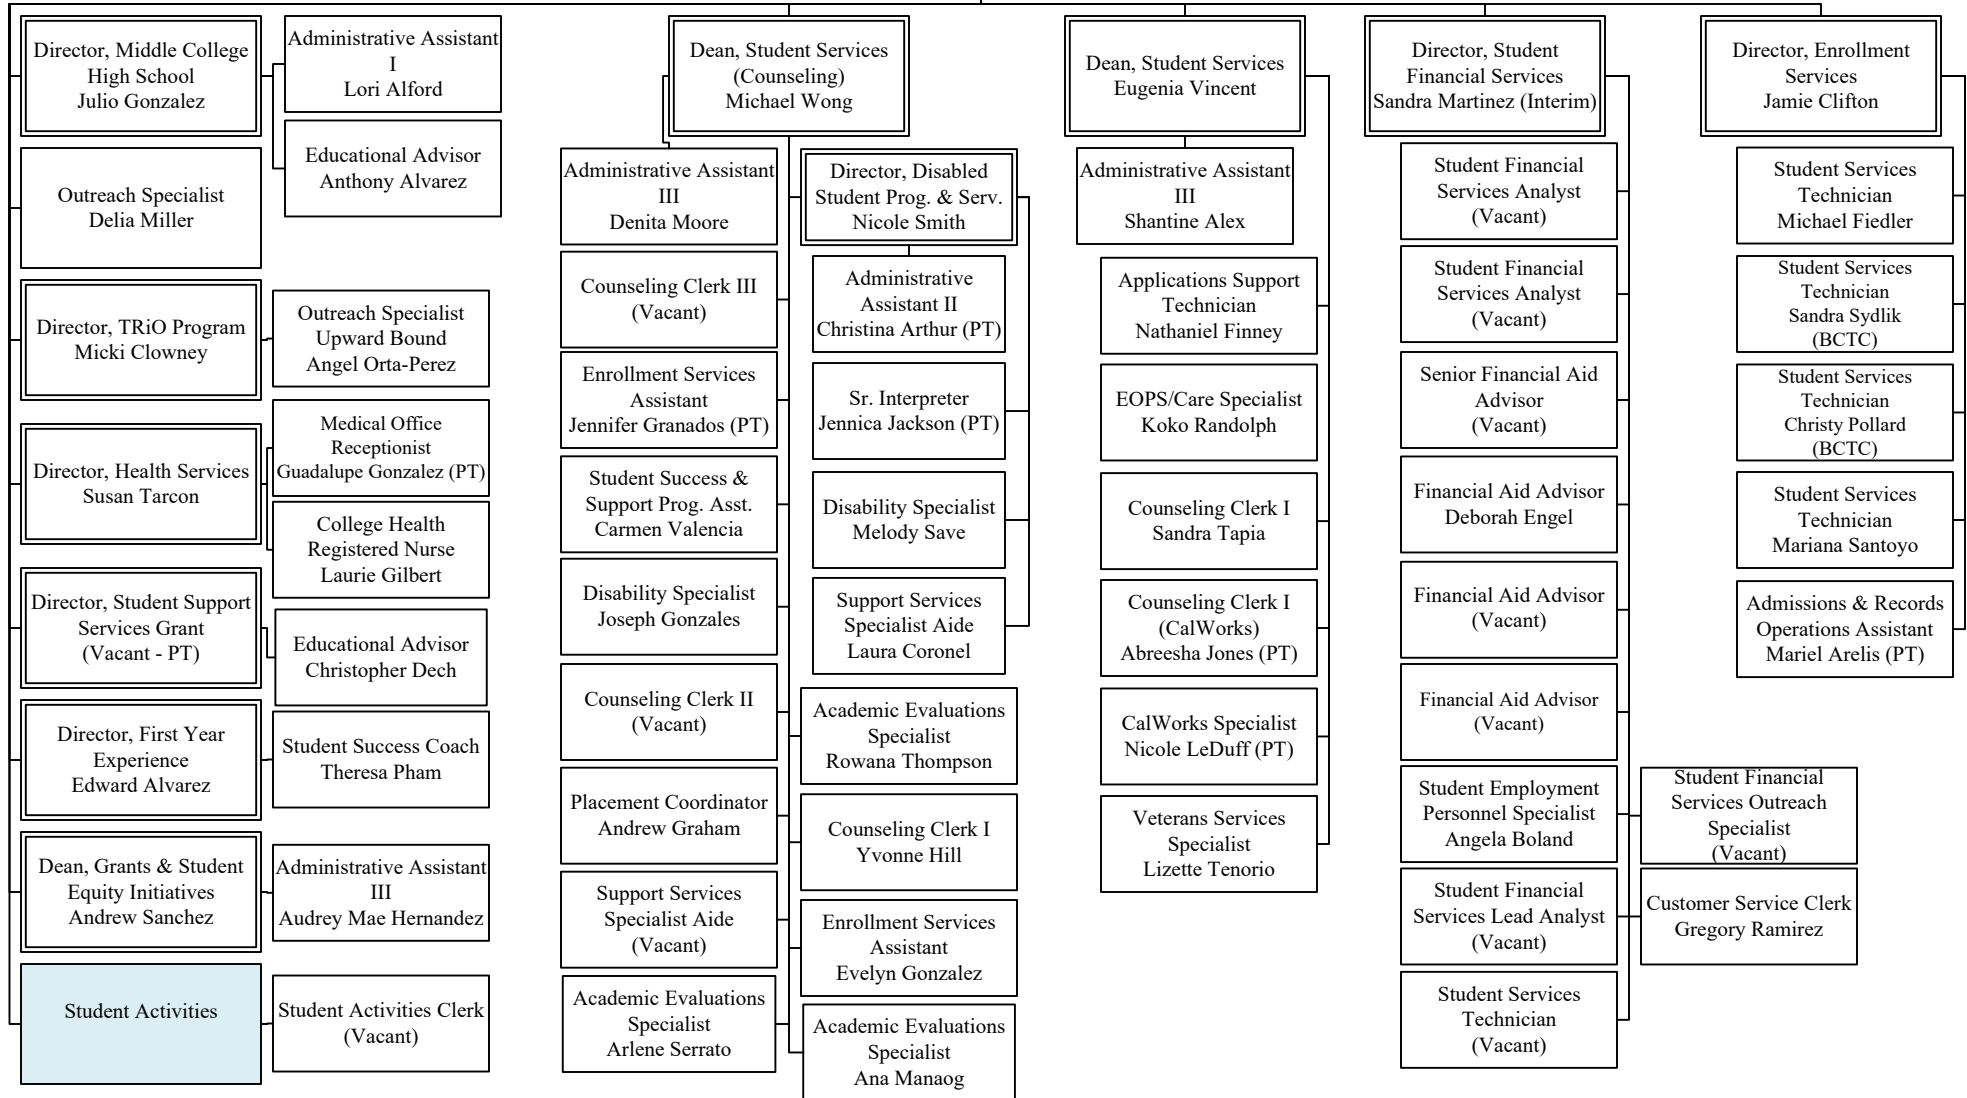 Director, Middle College
High School
Julio Gonzalez
Administrative Assistant
I
Lori Alford
Educational Advisor
Anthony Alvarez
Outreach Specialist
Delia Miller
Director, TRiO Program
Micki Clowney
Outreach Specialist
Upward Bound
Angel Orta-Perez
Director, Health Services
Susan Tarcon
Medical Office
Receptionist
Guadalupe Gonzalez (PT)
College Health
Registered Nurse
Laurie Gilbert
Director, Student Support
Services Grant
(Vacant - PT)
Educational Advisor
Christopher Dech
Director, First Year
Experience
Edward Alvarez
Student Success Coach
Theresa Pham
Dean, Grants & Student
Equity Initiatives
Andrew Sanchez
Administrative Assistant
III
Audrey Mae Hernandez
Student Activities
Student Activities Clerk
(Vacant)
Dean, Student Services
(Counseling)
Michael Wong
Administrative Assistant
III
Denita Moore
Counseling Clerk III
(Vacant)
Enrollment Services
Assistant
Jennifer Granados (PT)
Student Success &
Support Prog. Asst.
Carmen Valencia
Disability Specialist
Joseph Gonzales
Counseling Clerk II
(Vacant)
Placement Coordinator
Andrew Graham
Support Services
Specialist Aide
(Vacant)
Academic Evaluations
Specialist
Arlene Serrato
Director, Disabled
Student Prog. & Serv.
Nicole Smith
Administrative
Assistant II
Christina Arthur (PT)
Sr. Interpreter
Jennica Jackson (PT)
Disability Specialist
Melody Save
Support Services
Specialist Aide
Laura Coronel
Academic Evaluations
Specialist
Rowana Thompson
Counseling Clerk I
Yvonne Hill
Enrollment Services
Assistant
Evelyn Gonzalez
Academic Evaluations
Specialist
Ana Manaog
Dean, Student Services
Eugenia Vincent
Administrative Assistant
III
Shantine Alex
Applications Support
Technician
Nathaniel Finney
EOPS/Care Specialist
Koko Randolph
Counseling Clerk I
Sandra Tapia
Counseling Clerk I
(CalWorks)
Abreesha Jones (PT)
CalWorks Specialist
Nicole LeDuff (PT)
Veterans Services
Specialist
Lizette Tenorio
Director, Student
Financial Services
Sandra Martinez (Interim)
Student Financial
Services Analyst
(Vacant)
Student Financial
Services Analyst
(Vacant)
Senior Financial Aid
Advisor
(Vacant)
Financial Aid Advisor
Deborah Engel
Financial Aid Advisor
(Vacant)
Financial Aid Advisor
(Vacant)
Student Employment
Personnel Specialist
Angela Boland
Student Financial
Services Outreach
Specialist
(Vacant)
Student Financial
Services Lead Analyst
(Vacant)
Customer Service Clerk
Gregory Ramirez
Student Services
Technician
(Vacant)
Director, Enrollment
Services
Jamie Clifton
Student Services
Technician
Michael Fiedler
Student Services
Technician
Sandra Sydlik
(BCTC)
Student Services
Technician
Christy Pollard
(BCTC)
Student Services
Technician
Mariana Santoyo
Admissions & Records
Operations Assistant
Mariel Arelis (PT)